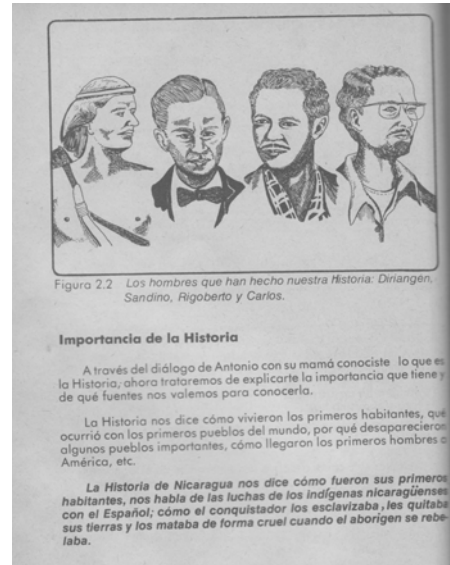 Figura 2.2 Los hombres que han hecho nuestra Historia: Diriangén,
Sandino, Rigoberto y Carlos.
Importancia de la Historia
A través del diálogo de Antonio con su mamá conociste lo que es
la Historia; ahora trataremos de explicarte la importancia que tiene y
de qué fuentes nos valemos para conocerla.
La Historia nos dice cómo vivieron los primeros habitantes, qué
ocurrió con los primeros pueblos del mundo, por qué desaparecieron
algunos pueblos importantes, cómo llegaron los primeros hombres a
América, etc.
La Historia de Nicaragua nos dice cómo fueron sus primeros
habitantes, nos habla de las luchas de los indígenas nicaragüenses
con el Español; cómo el conquistador los esclavizaba, les quitaba
sus tierras y los mataba de forma cruel cuando el aborigen se rebe-
laba.